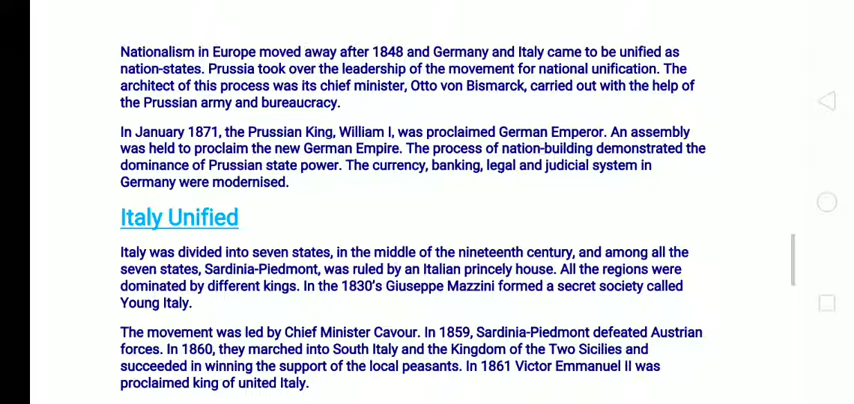 Nationalism in Europe moved away after 1848 and Germany and Italy came to be unified as
nation-states. Prussia took over the leadership of the movement for national unification. The
architect of this process was its chief minister, Otto von Bismarck, carried out with the help of
the Prussian army and bureaucracy.
In January 1871, the Prussian King, William I, was proclaimed German Emperor. An assembly
was held to proclaim the new German Empire. The process of nation-building demonstrated the
dominance of Prussian state power. The currency, banking, legal and judicial system in
Germany were modernised.
Italy Unified
Italy was divided into seven states, in the middle of the nineteenth century, and among all the
seven states, Sardinia-Piedmont, was ruled by an Italian princely house. All the regions were
dominated by different kings. In the 1830's Giuseppe Mazzini formed a secret society called
Young Italy.
The movement was led by Chief Minister Cavour. In 1859, Sardinia-Piedmont defeated Austrian
forces. In 1860, they marched into South Italy and the Kingdom of the Two Sicilies and
succeeded in winning the support of the local peasants. In 1861 Victor Emmanuel II was
proclaimed king of united Italy.